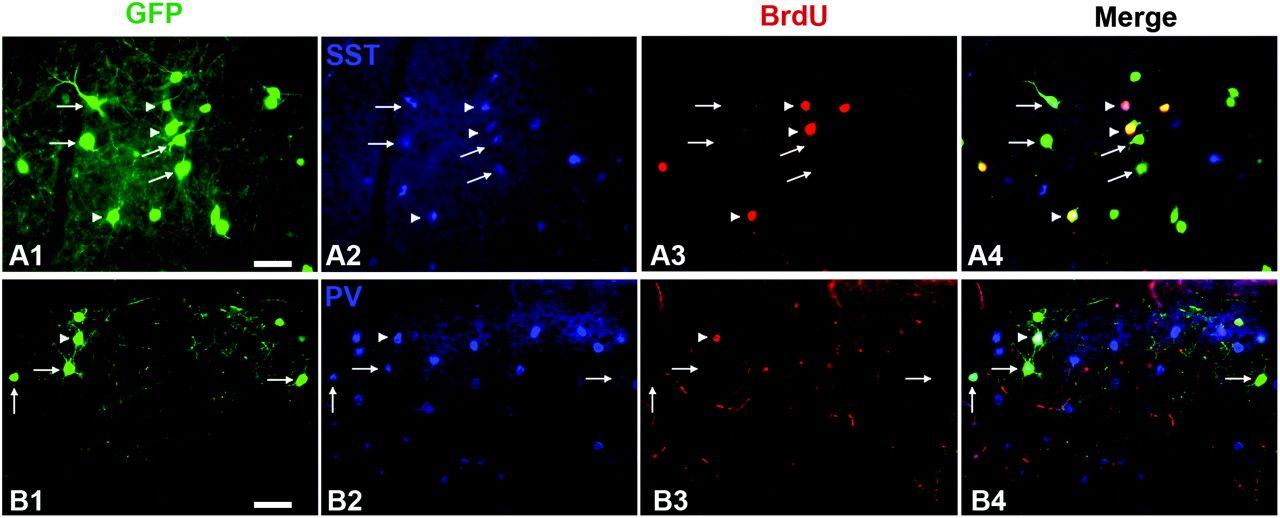 GFP BrdU Merge
SST
A1 A2 A3 A4
PV
B1 B2 B3 B4